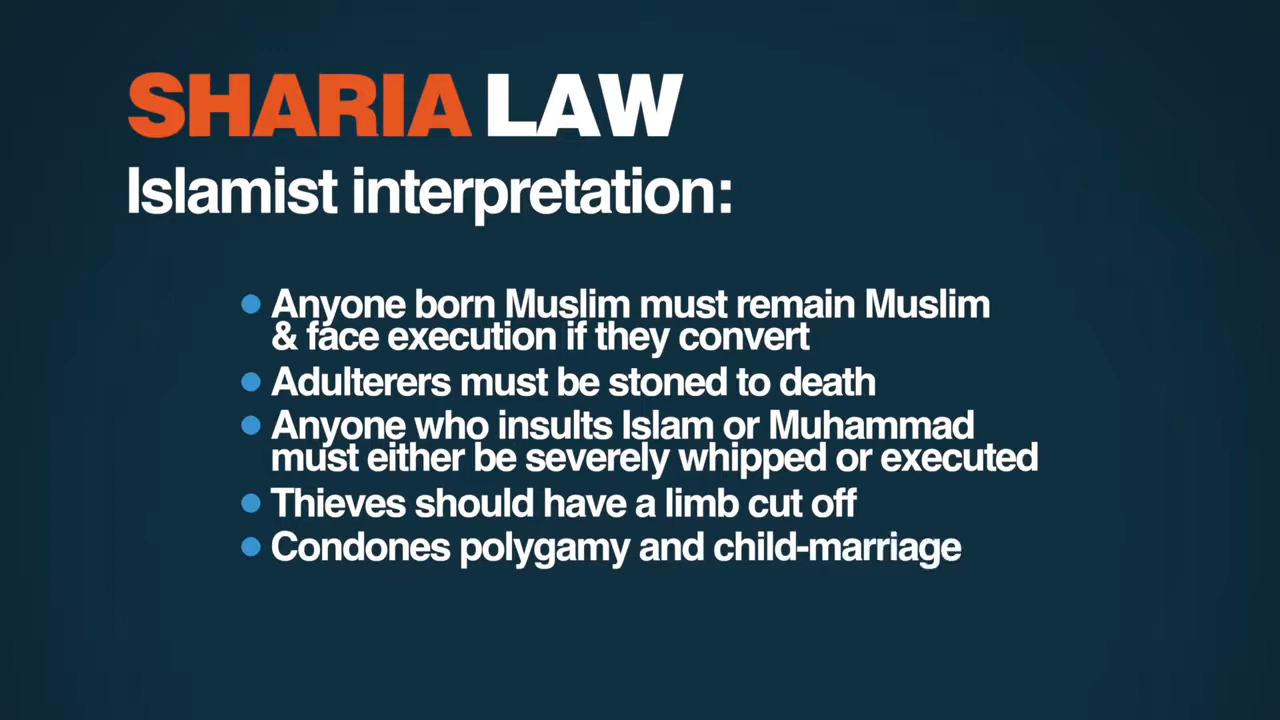 SHARIA LAW
Islamist interpretation:
● Anyone born Muslim must remain Muslim
& face execution if they convert
● Adulterers must be stoned to death
● Anyone who insults Islam or Muhammad
must either be severely whipped or executed
● Thieves should have a limb cut off
● Condones polygamy and child-marriage